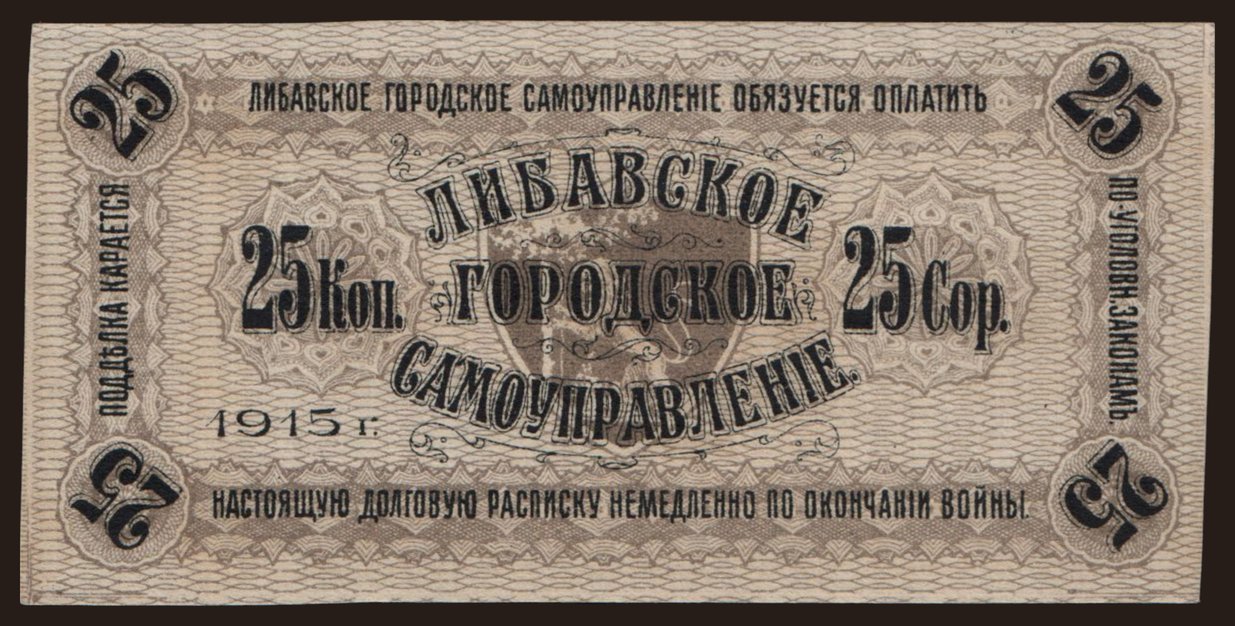 25
25
ЛИБАВСКОЕ ГОРОДСКОЕ САМОУПРАВЛЕНІЕ ОБЯЗУЕТСЯ ОПЛАТИТЬ
ПОДДѢЛКА КАРАЕТСЯ
ЛИБАВСКОЕ
ГОРОДСКОЕ
САМОУПРАВЛЕНІЕ.
25 Коп.
25 Сор.
ПО УГОЛОВН. ЗАКОНАМЪ.
1915 г:
НАСТОЯЩУЮ ДОЛГОВУЮ РАСПИСКУ НЕМЕДЛЕННО ПО ОКОНЧАНІИ ВОЙНЫ.
25
25